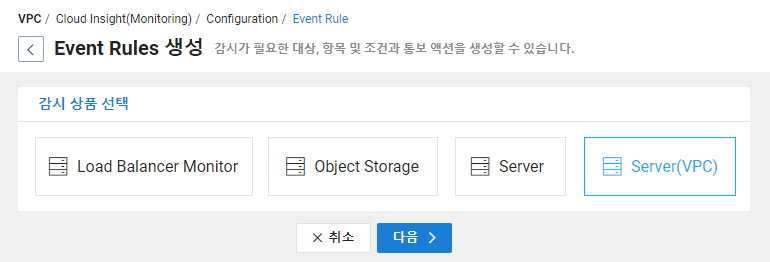 VPC / Cloud Insight(Monitoring) / Configuration / Event Rule
Event Rules 생성 감시가 필요한 대상, 항목 및 조건과 통보 액션을 생성할 수 있습니다.
감시 상품 선택
Load Balancer Monitor Object Storage Server Server(VPC)
취소 다음